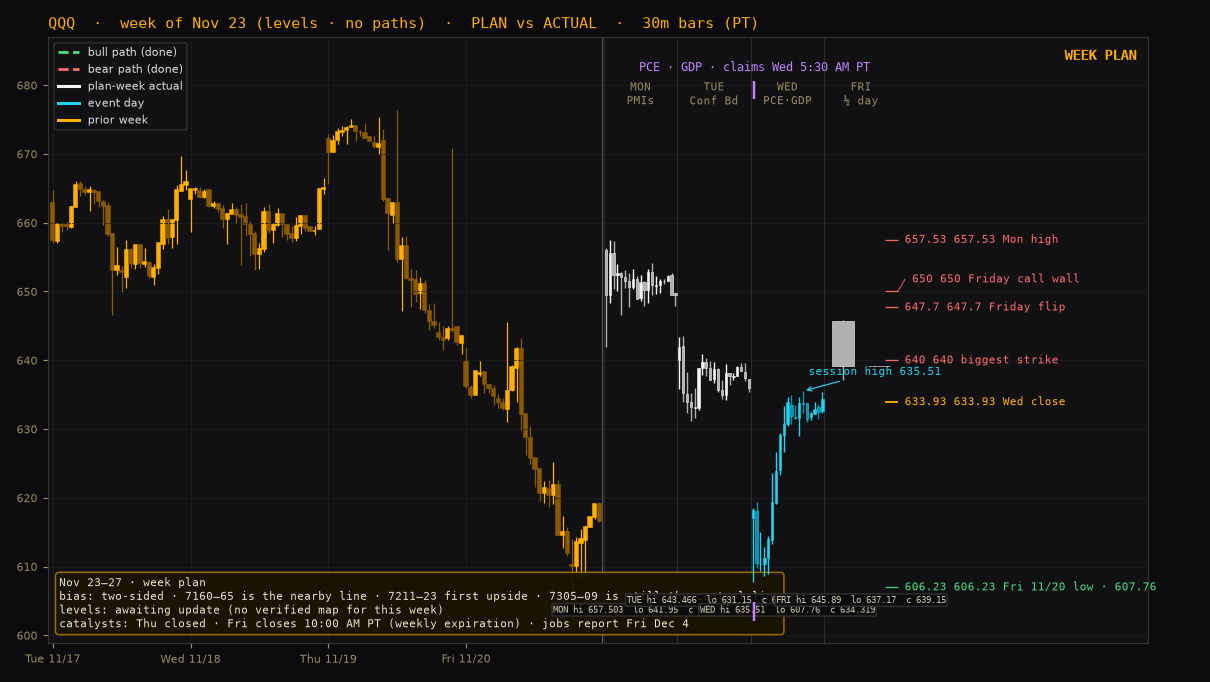 QQQ · week of Nov 23 (levels · no paths) · PLAN vs ACTUAL · 30m bars (PT)
bull path (done)
bear path (done)
plan-week actual
event day
prior week
WEEK PLAN
PCE · GDP · claims Wed 5:30 AM PT
MON TUE WED FRI
PMIs Conf Bd PCE·GDP ½ day
680
670
660
650
640
630
620
610
600
657.53 657.53 Mon high
650 650 Friday call wall
647.7 647.7 Friday flip
640 640 biggest strike
session high 635.51
633.93 633.93 Wed close
606.23 606.23 Fri 11/20 low · 607.76
Nov 23–27 · week plan
bias: two-sided · 7160–65 is the nearby line · 7211–23 first upside · 7305–09 is
levels: awaiting update (no verified map for this week)
catalysts: Thu closed · Fri closes 10:00 AM PT (weekly expiration) · jobs report Fri Dec 4
TUE hi 643.466 lo 631.15 c
FRI hi 645.89 lo 637.17 c 639.15
MON hi 657.503 lo 641.95 c
WED hi 635.51 lo 607.76 c 634.319
Tue 11/17
Wed 11/18
Thu 11/19
Fri 11/20